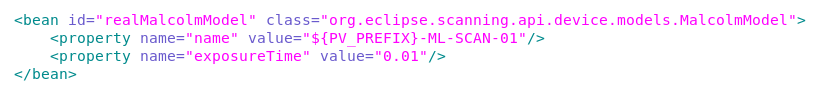 <bean id="realMalcolmModel" class="org.eclipse.scanning.api.device.models.MalcolmModel">
    <property name="name" value="${PV_PREFIX}-ML-SCAN-01"/>
    <property name="exposureTime" value="0.01"/>
</bean>